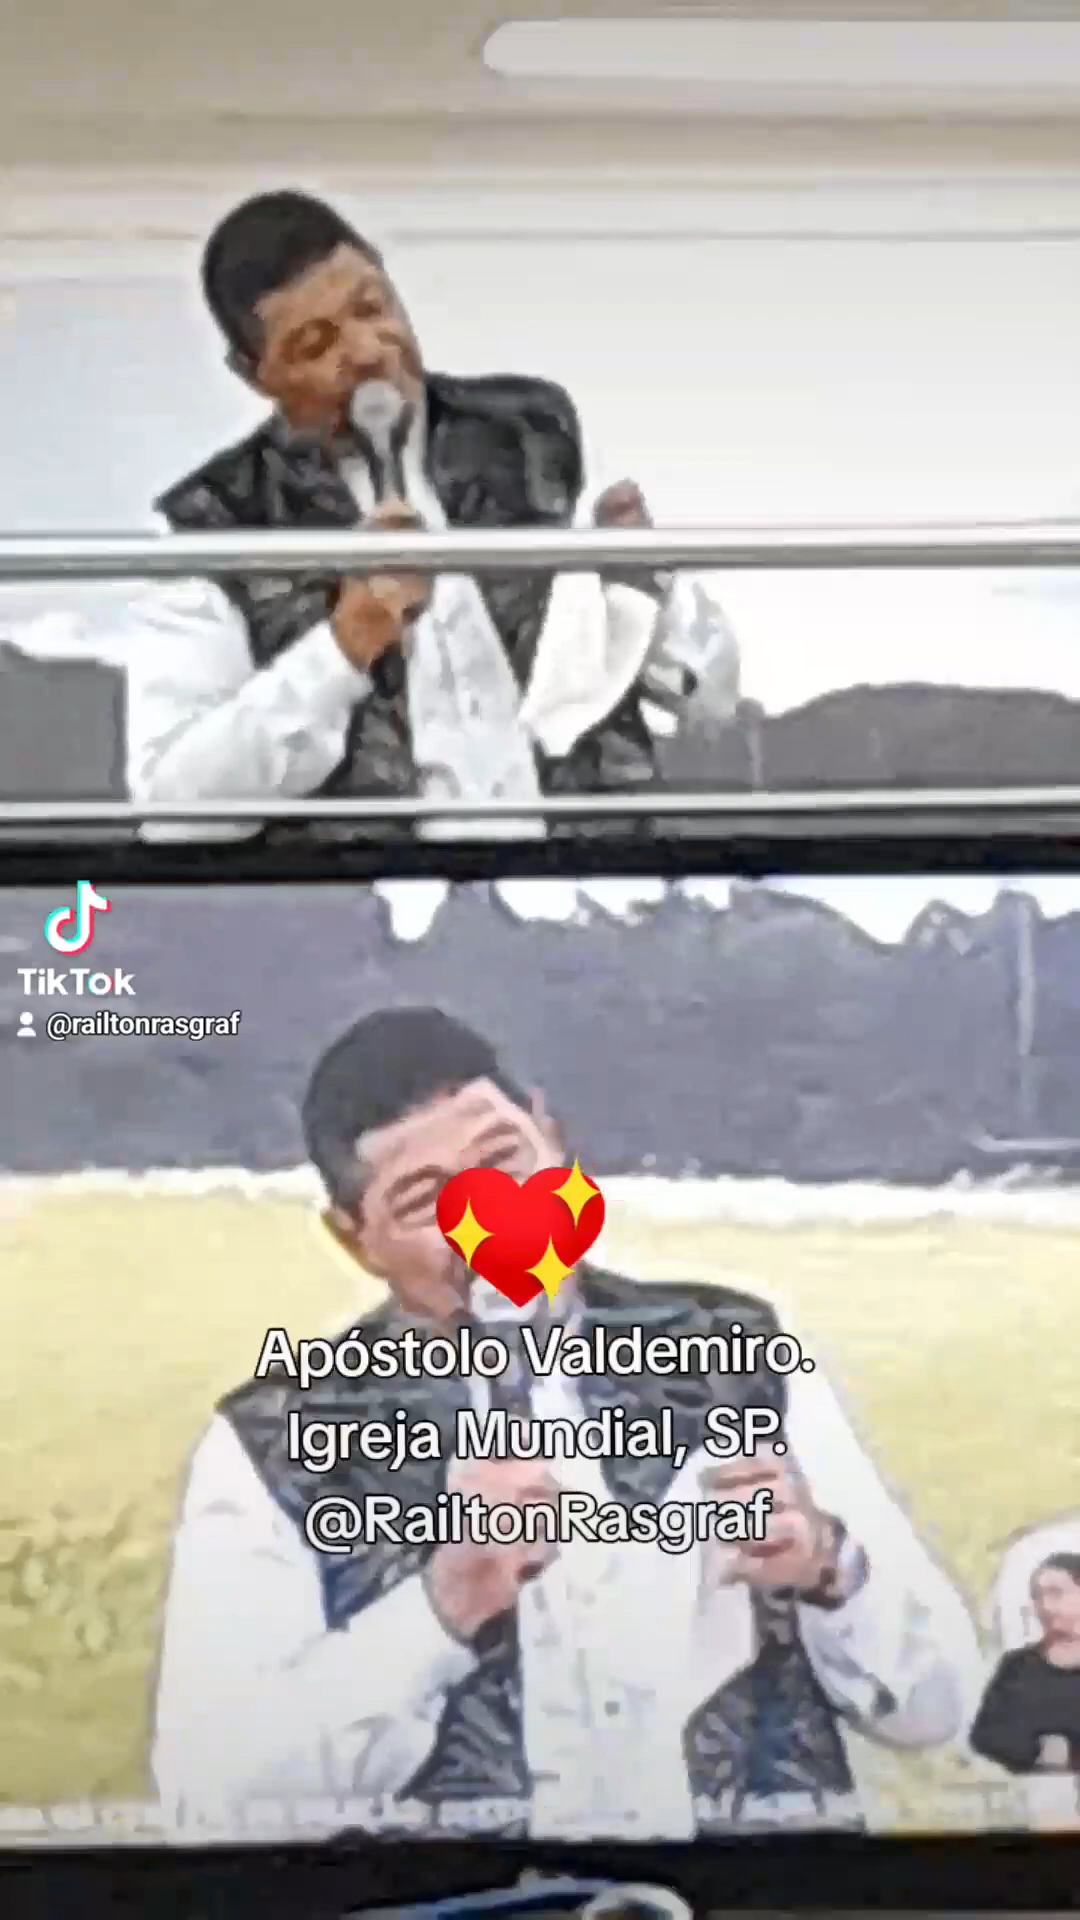 TikTok
@railtonrasgraf
Apóstolo Valdemiro.
Igreja Mundial, SP.
@RailtonRasgraf